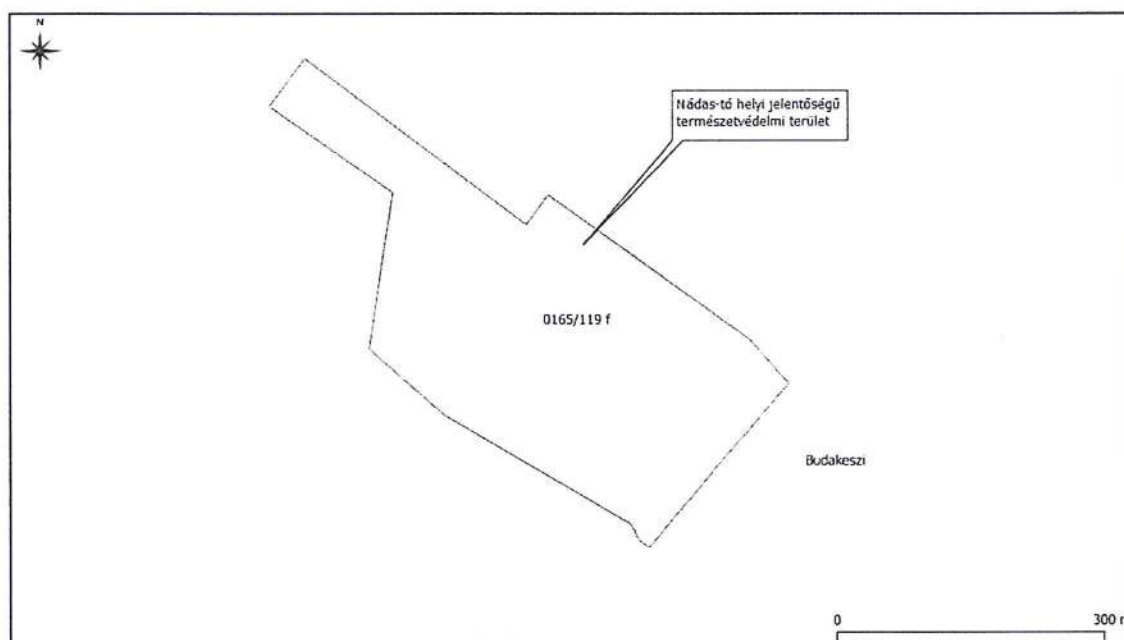 N
Nádas-tó helyi jelentőségű
természetvédelmi terület
0165/119 f
Budakeszi
0 300 m